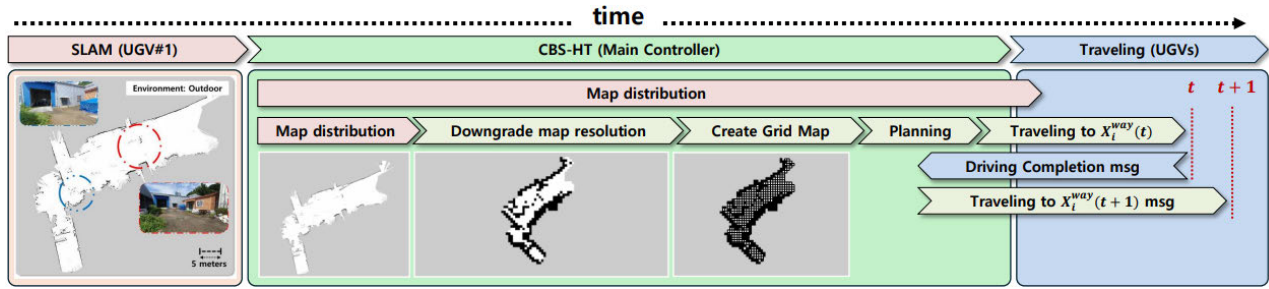 time
SLAM (UGV#1)
CBS-HT (Main Controller)
Traveling (UGVs)
Environment: Outdoor
5 meters
Map distribution
t
t + 1
Map distribution
Downgrade map resolution
Create Grid Map
Planning
Traveling to X_i^way(t)
Driving Completion msg
Traveling to X_i^way(t + 1) msg